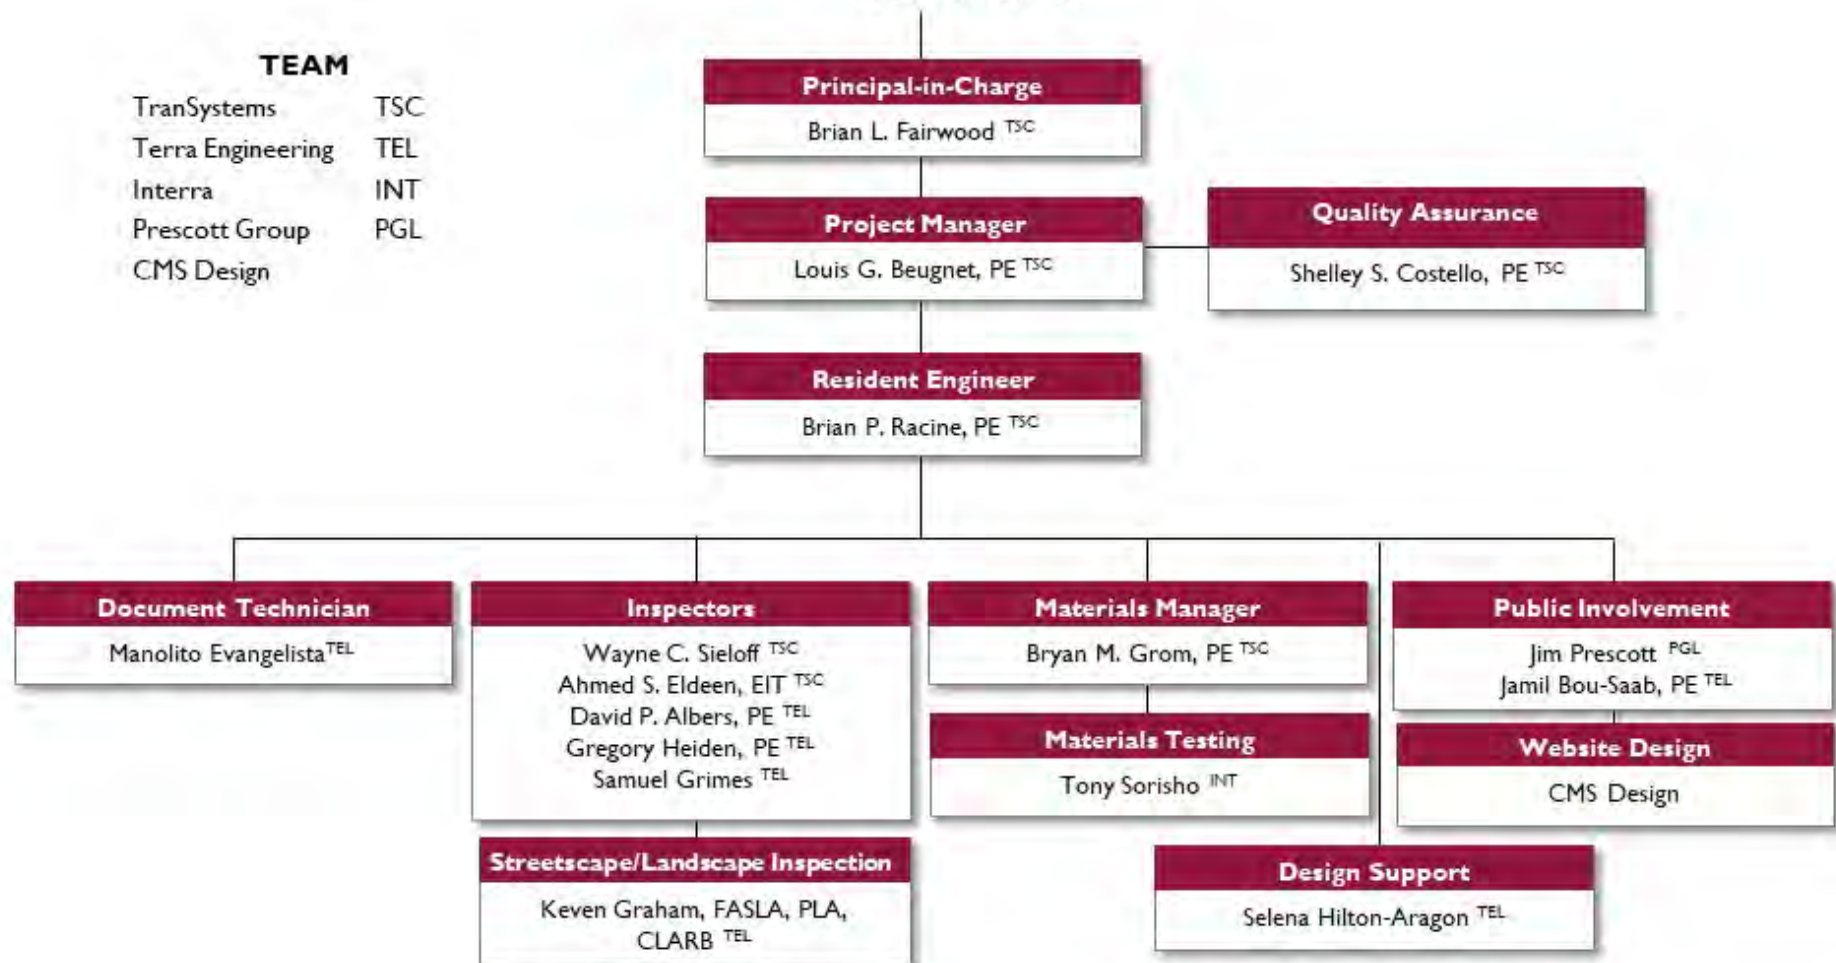 TEAM
TranSystems TSC
Terra Engineering TEL
Interra INT
Prescott Group PGL
CMS Design
Principal-in-Charge
Brian L. Fairwood TSC
Project Manager
Louis G. Beugnet, PE TSC
Quality Assurance
Shelley S. Costello, PE TSC
Resident Engineer
Brian P. Racine, PE TSC
Document Technician
Manolito Evangelista TEL
Inspectors
Wayne C. Sieloff TSC
Ahmed S. Eldeen, EIT TSC
David P. Albers, PE TEL
Gregory Heiden, PE TEL
Samuel Grimes TEL
Streetscape/Landscape Inspection
Keven Graham, FASLA, PLA,
CLARB TEL
Materials Manager
Bryan M. Grom, PE TSC
Materials Testing
Tony Sorisho INT
Public Involvement
Jim Prescott PGL
Jamil Bou-Saab, PE TEL
Website Design
CMS Design
Design Support
Selena Hilton-Aragon TEL